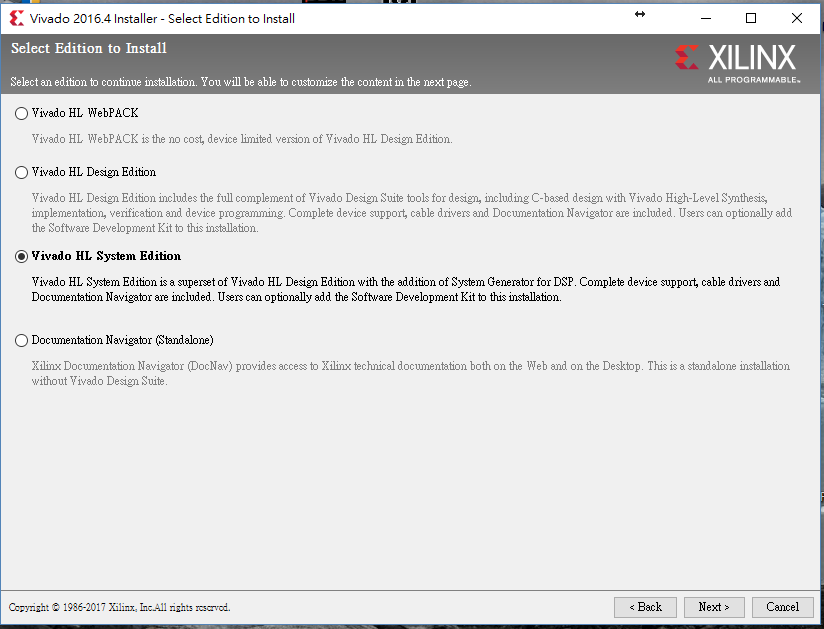 Vivado 2016.4 Installer - Select Edition to Install
Select Edition to Install
XILINX
ALL PROGRAMMABLE™
Select an edition to continue installation. You will be able to customize the content in the next page.
Vivado HL WebPACK
Vivado HL WebPACK is the no cost, device limited version of Vivado HL Design Edition.
Vivado HL Design Edition
Vivado HL Design Edition includes the full complement of Vivado Design Suite tools for design, including C-based design with Vivado High-Level Synthesis,
implementation, verification and device programming. Complete device support, cable drivers and Documentation Navigator are included. Users can optionally add
the Software Development Kit to this installation.
Vivado HL System Edition
Vivado HL System Edition is a superset of Vivado HL Design Edition with the addition of System Generator for DSP. Complete device support, cable drivers and
Documentation Navigator are included. Users can optionally add the Software Development Kit to this installation.
Documentation Navigator (Standalone)
Xilinx Documentation Navigator (DocNav) provides access to Xilinx technical documentation both on the Web and on the Desktop. This is a standalone installation
without Vivado Design Suite.
Copyright © 1986-2017 Xilinx, Inc.All rights reserved.
< Back
Next >
Cancel